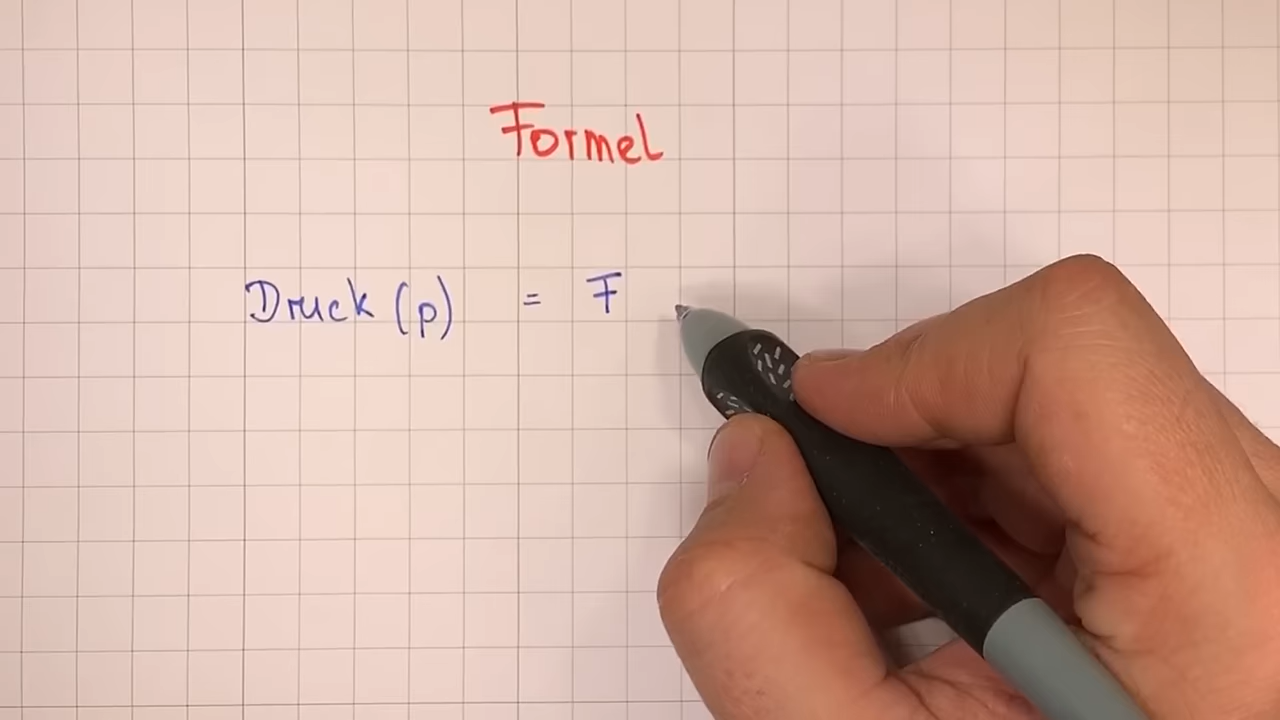 Formel
Druck (p) = F